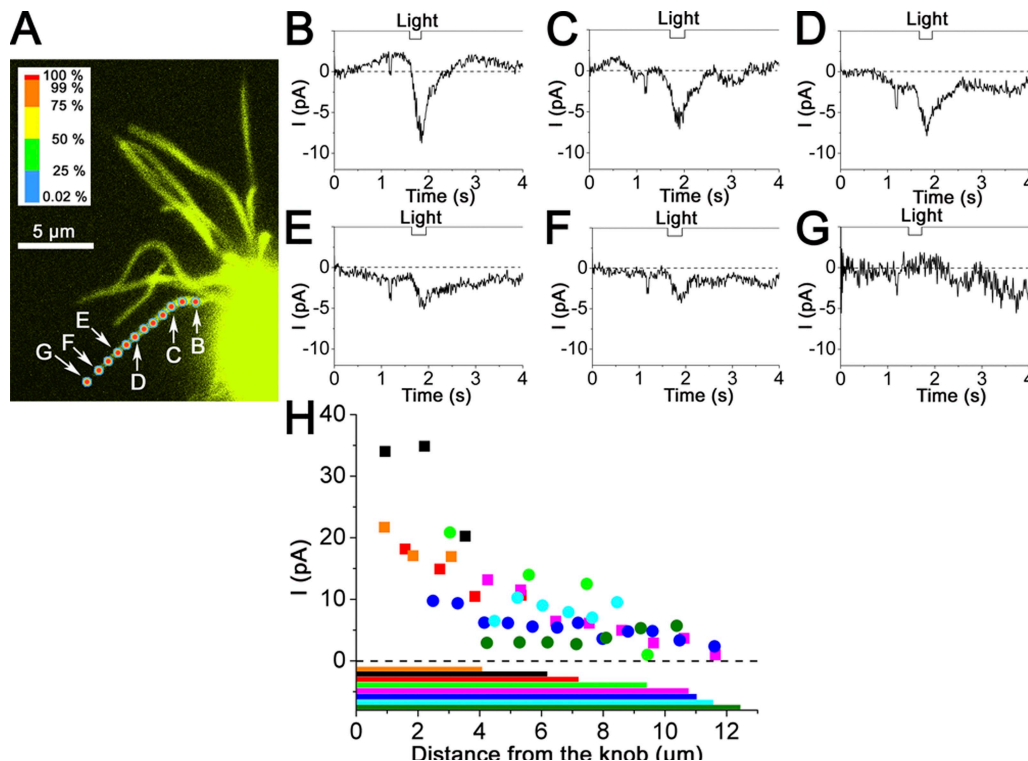 A
100 %
99 %
75 %
50 %
25 %
0.02 %
5 µm
E
F
G
D
C
B
B
Light
I (pA)
0
-5
-10
0 1 2 3 4
Time (s)
C
Light
I (pA)
0
-5
-10
0 1 2 3 4
Time (s)
D
Light
I (pA)
0
-5
-10
0 1 2 3 4
Time (s)
E
Light
I (pA)
0
-5
-10
0 1 2 3 4
Time (s)
F
Light
I (pA)
0
-5
-10
0 1 2 3 4
Time (s)
G
Light
I (pA)
0
-5
-10
0 1 2 3 4
Time (s)
H
I (pA)
40
30
20
10
0
0 2 4 6 8 10 12
Distance from the knob (µm)